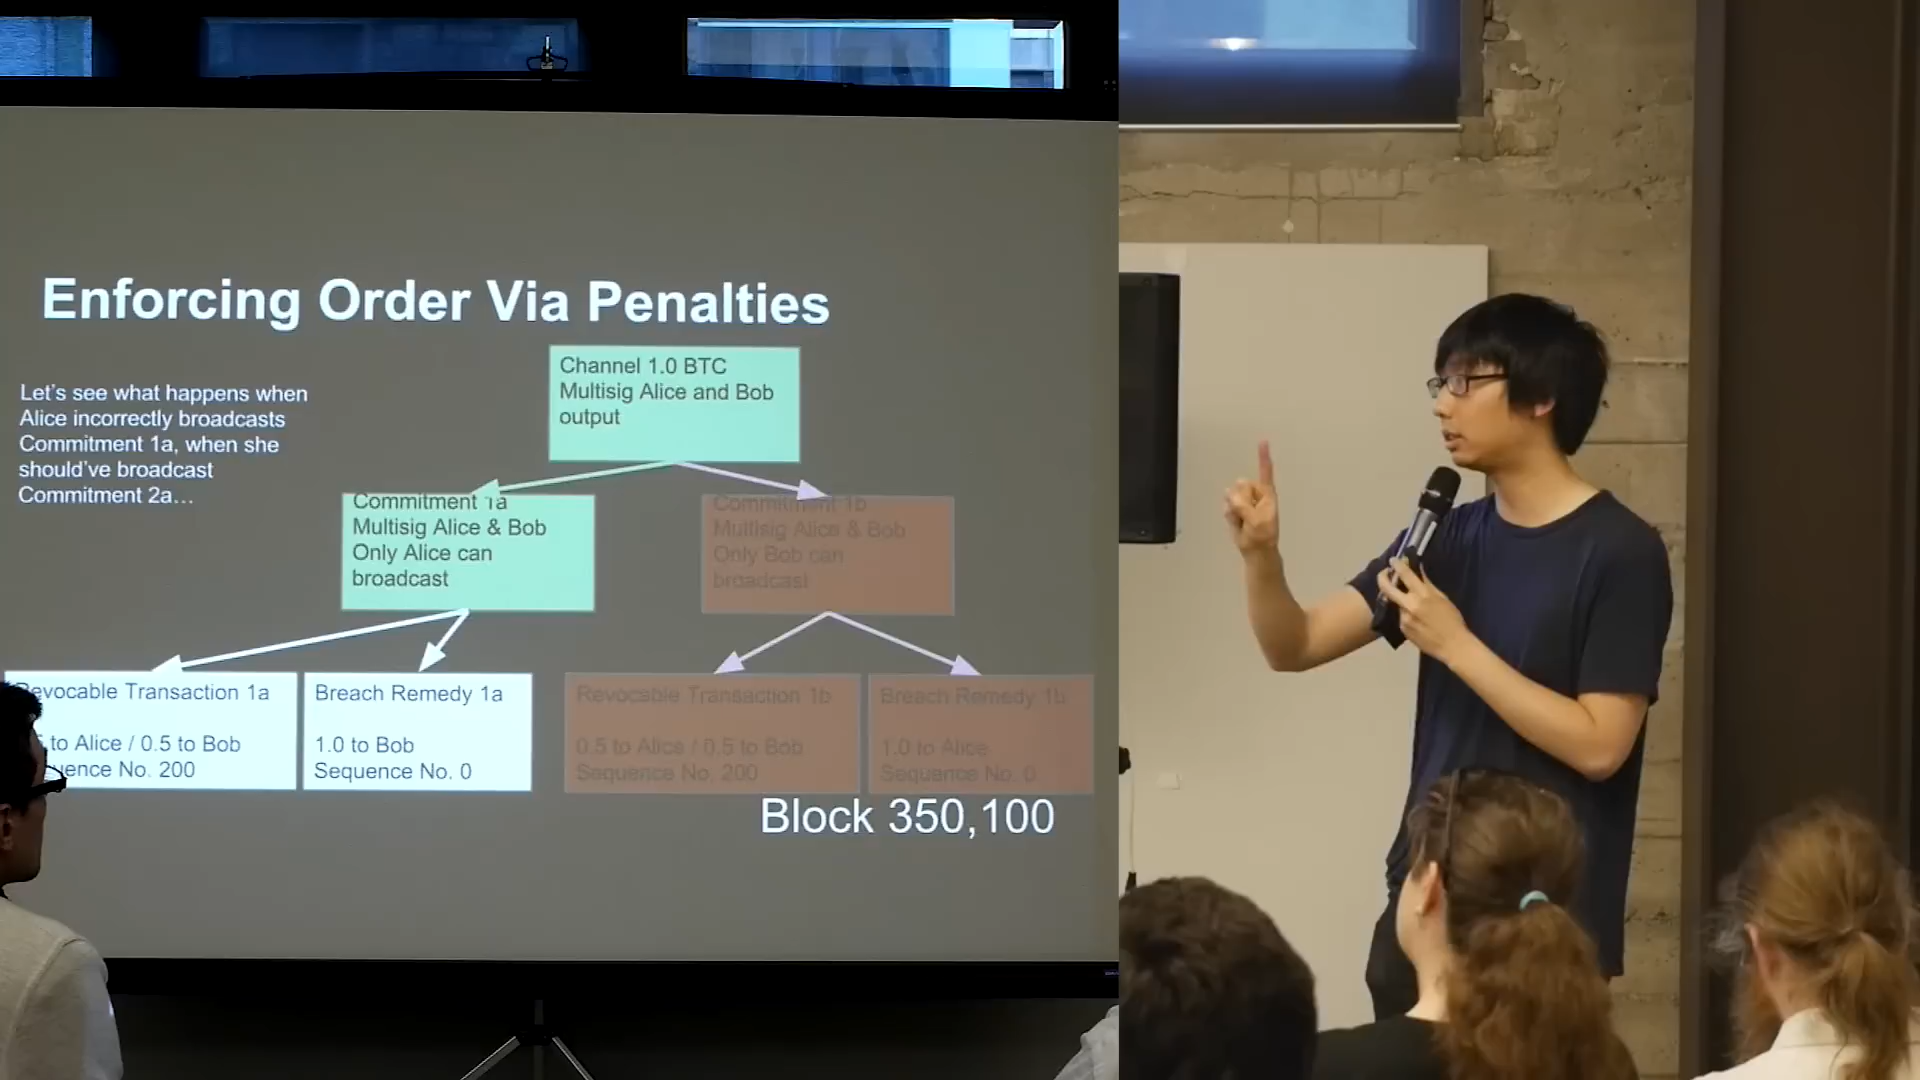 Enforcing Order Via Penalties
Let's see what happens when
Alice incorrectly broadcasts
Commitment 1a, when she
should've broadcast
Commitment 2a...
Channel 1.0 BTC
Multisig Alice and Bob
output
Commitment 1a
Multisig Alice & Bob
Only Alice can
broadcast
Commitment 1b
Multisig Alice & Bob
Only Bob can
broadcast
Revocable Transaction 1a
to Alice / 0.5 to Bob
No. 200
Breach Remedy 1a
1.0 to Bob
Sequence No. 0
Revocable Transaction 1b
0.5 to Alice / 0.5 to Bob
Sequence No. 200
Breach Remedy 1b
1.0 to Alice
Sequence No. 0
Block 350,100